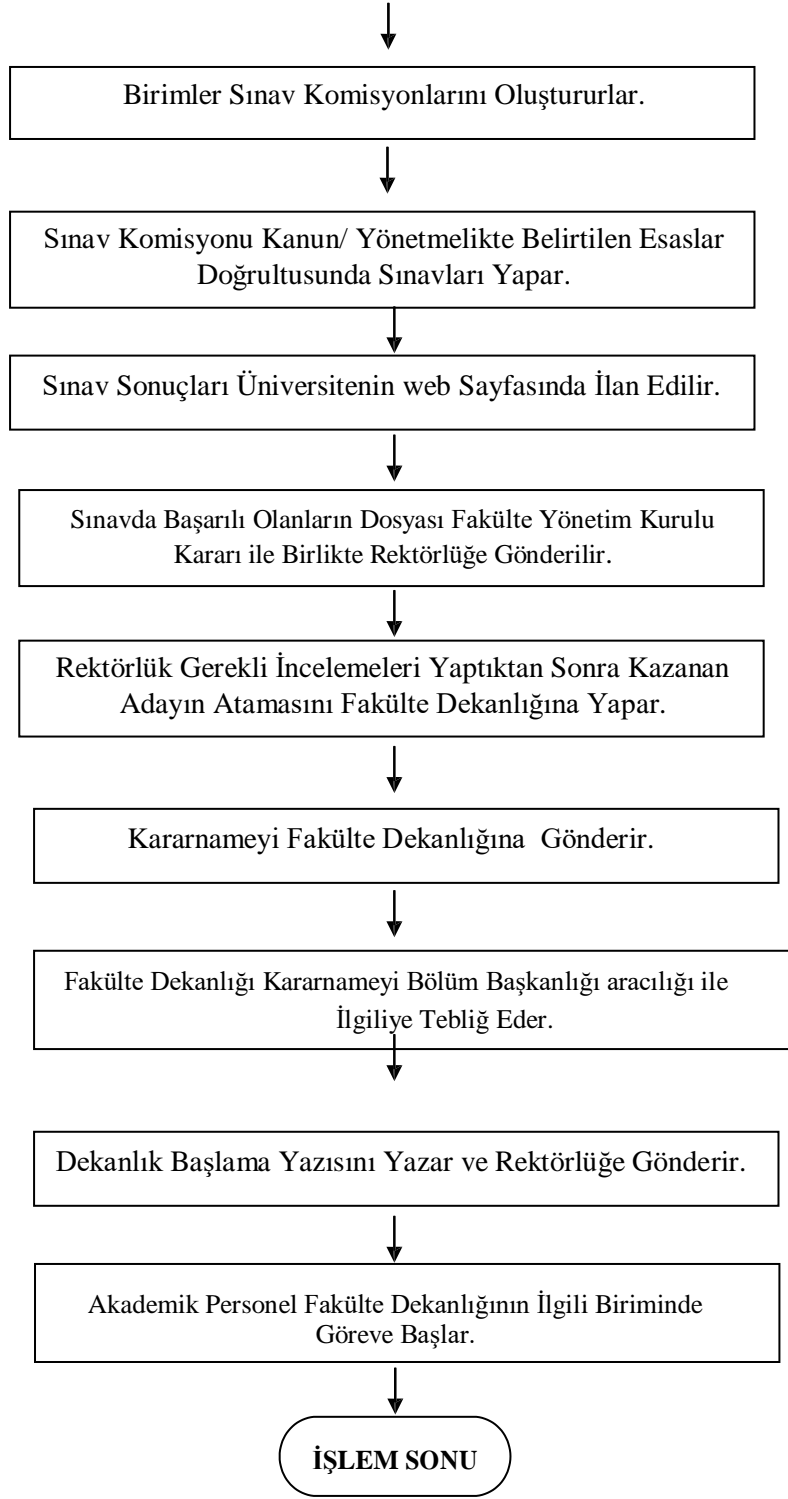 Birimler Sınav Komisyonlarını Oluştururlar.
Sınav Komisyonu Kanun/ Yönetmelikte Belirtilen Esaslar
Doğrultusunda Sınavları Yapar.
Sınav Sonuçları Üniversitenin web Sayfasında İlan Edilir.
Sınavda Başarılı Olanların Dosyası Fakülte Yönetim Kurulu
Kararı ile Birlikte Rektörlüğe Gönderilir.
Rektörlük Gerekli İncelemeleri Yaptıktan Sonra Kazanan
Adayın Atamasını Fakülte Dekanlığına Yapar.
Kararnameyi Fakülte Dekanlığına Gönderir.
Fakülte Dekanlığı Kararnameyi Bölüm Başkanlığı aracılığı ile
İlgiliye Tebliğ Eder.
Dekanlık Başlama Yazısını Yazar ve Rektörlüğe Gönderir.
Akademik Personel Fakülte Dekanlığının İlgili Biriminde
Göreve Başlar.
İŞLEM SONU